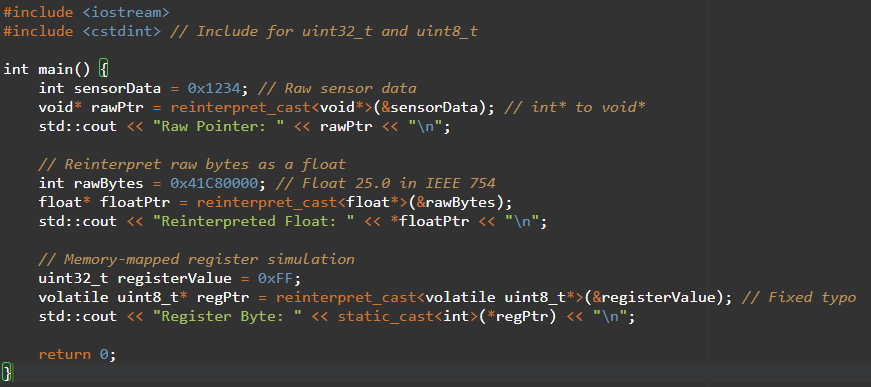 #include <iostream>
#include <cstdint> // Include for uint32_t and uint8_t
int main() {
    int sensorData = 0x1234; // Raw sensor data
    void* rawPtr = reinterpret_cast<void*>(&sensorData); // int* to void*
    std::cout << "Raw Pointer: " << rawPtr << "\n";
    // Reinterpret raw bytes as a float
    int rawBytes = 0x41C80000; // Float 25.0 in IEEE 754
    float* floatPtr = reinterpret_cast<float*>(&rawBytes);
    std::cout << "Reinterpreted Float: " << *floatPtr << "\n";
    // Memory-mapped register simulation
    uint32_t registerValue = 0xFF;
    volatile uint8_t* regPtr = reinterpret_cast<volatile uint8_t*>(&registerValue); // Fixed typo
    std::cout << "Register Byte: " << static_cast<int>(*regPtr) << "\n";
    return 0;
}